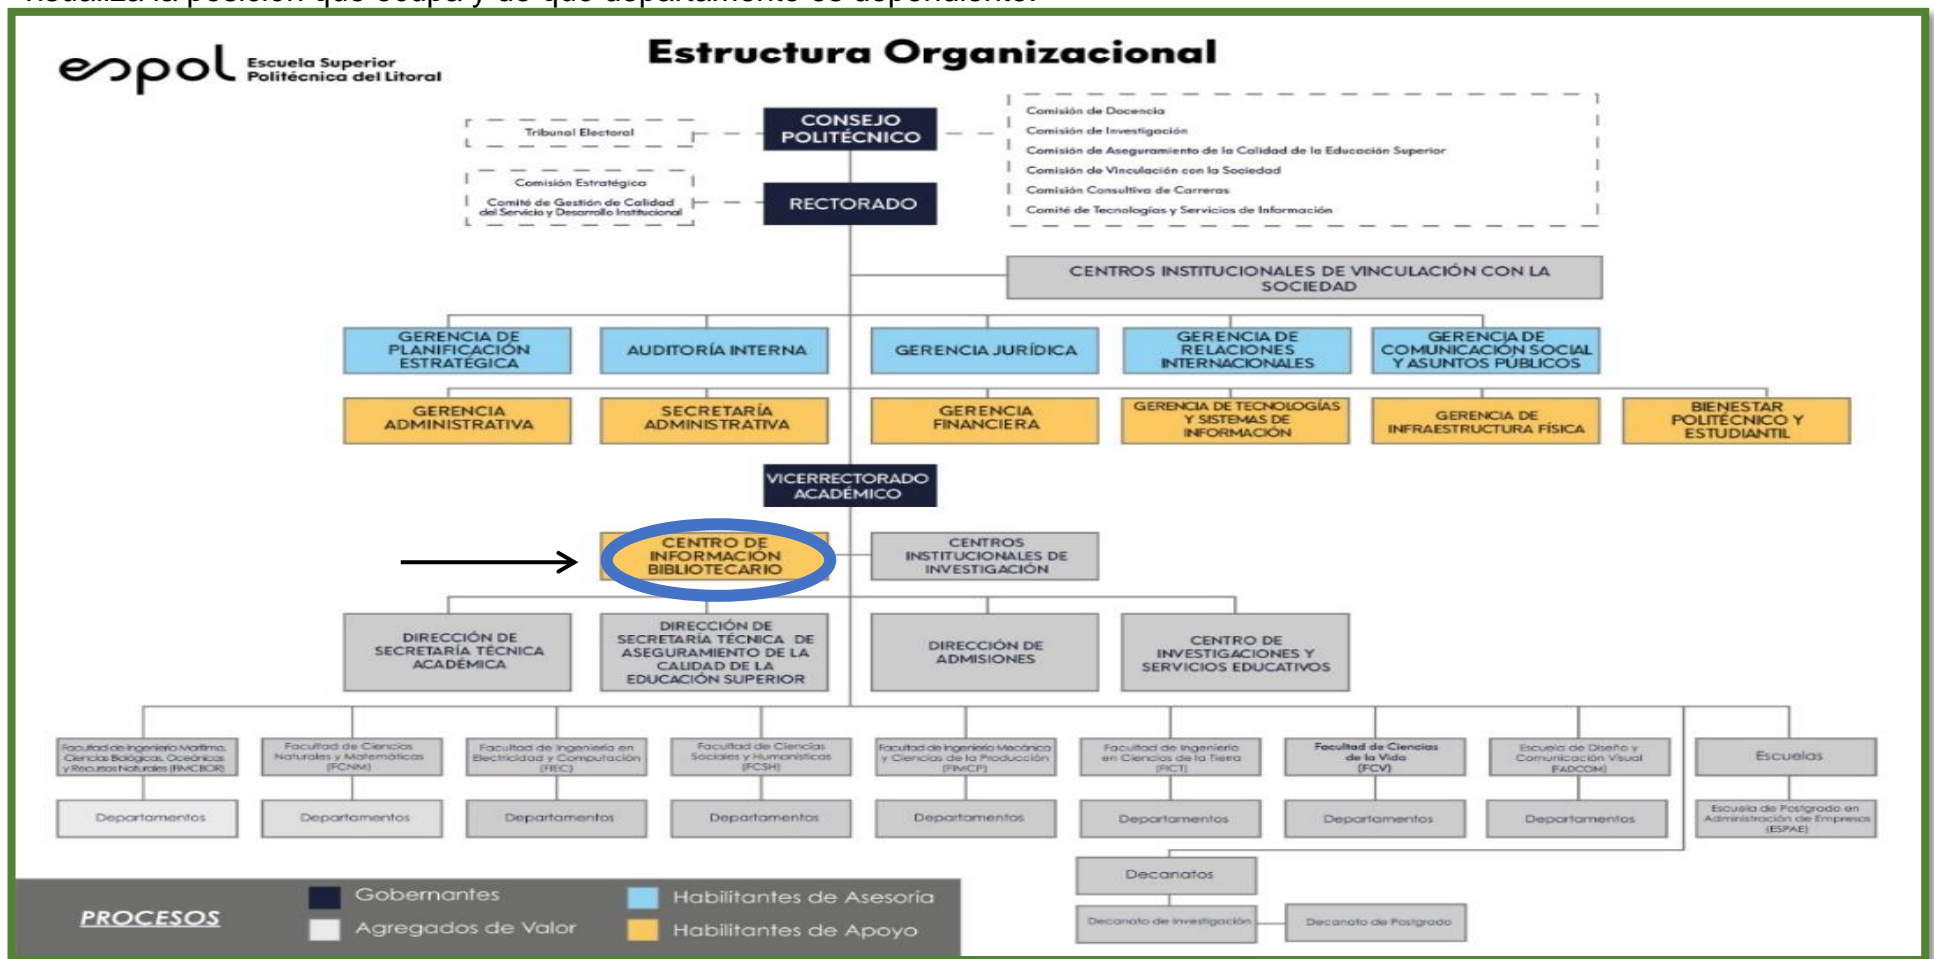 visualiza la posición que ocupa y de que departamento es dependiente.
espol Escuela Superior
Politécnica del Litoral
Estructura Organizacional
Tribunal Electoral
CONSEJO
POLITÉCNICO
Comisión de Docencia
Comisión de Investigación
Comisión de Aseguramiento de la Calidad de la Educación Superior
Comisión de Vinculación con la Sociedad
Comisión Consultiva de Carreras
Comité de Tecnologías y Servicios de Información
Comisión Estratégica
Comité de Gestión de Calidad
del Servicio y Desarrollo Institucional
RECTORADO
CENTROS INSTITUCIONALES DE VINCULACIÓN CON LA
SOCIEDAD
GERENCIA DE
PLANIFICACIÓN
ESTRATÉGICA
AUDITORÍA INTERNA
GERENCIA JURÍDICA
GERENCIA DE
RELACIONES
INTERNACIONALES
GERENCIA DE
COMUNICACIÓN SOCIAL
Y ASUNTOS PÚBLICOS
GERENCIA
ADMINISTRATIVA
SECRETARÍA
ADMINISTRATIVA
GERENCIA
FINANCIERA
GERENCIA DE TECNOLOGÍAS
Y SISTEMAS DE
INFORMACIÓN
GERENCIA DE
INFRAESTRUCTURA FÍSICA
BIENESTAR
POLITÉCNICO Y
ESTUDIANTIL
VICERRECTORADO
ACADÉMICO
CENTRO DE
INFORMACIÓN
BIBLIOTECARIO
CENTROS
INSTITUCIONALES DE
INVESTIGACIÓN
DIRECCIÓN DE
SECRETARÍA TÉCNICA
ACADÉMICA
DIRECCIÓN DE
SECRETARÍA TÉCNICA DE
ASEGURAMIENTO DE LA
CALIDAD DE LA
EDUCACIÓN SUPERIOR
DIRECCIÓN DE
ADMISIONES
CENTRO DE
INVESTIGACIONES Y
SERVICIOS EDUCATIVOS
Facultad de Ingeniería Marítima,
Ciencias Biológicas, Oceánicas
y Recursos Naturales (FIMCBOR)
Facultad de Ciencias
Naturales y Matemáticas
(FCNM)
Facultad de Ingeniería en
Electricidad y Computación
(FIEC)
Facultad de Ciencias
Sociales y Humanísticas
(FCSH)
Facultad de Ingeniería Mecánica
y Ciencias de la Producción
(FIMCP)
Facultad de Ingeniería
en Ciencias de la Tierra
(FICT)
Facultad de Ciencias
de la Vida
(FCV)
Escuela de Diseño y
Comunicación Visual
(FADCOM)
Escuelas
Departamentos
Departamentos
Departamentos
Departamentos
Departamentos
Departamentos
Departamentos
Departamentos
Escuela de Postgrado en
Administración de Empresas
(ESPAE)
Decanatos
Decanato de Investigación
Decanato de Postgrado
PROCESOS
Gobernantes
Agregados de Valor
Habilitantes de Asesoría
Habilitantes de Apoyo